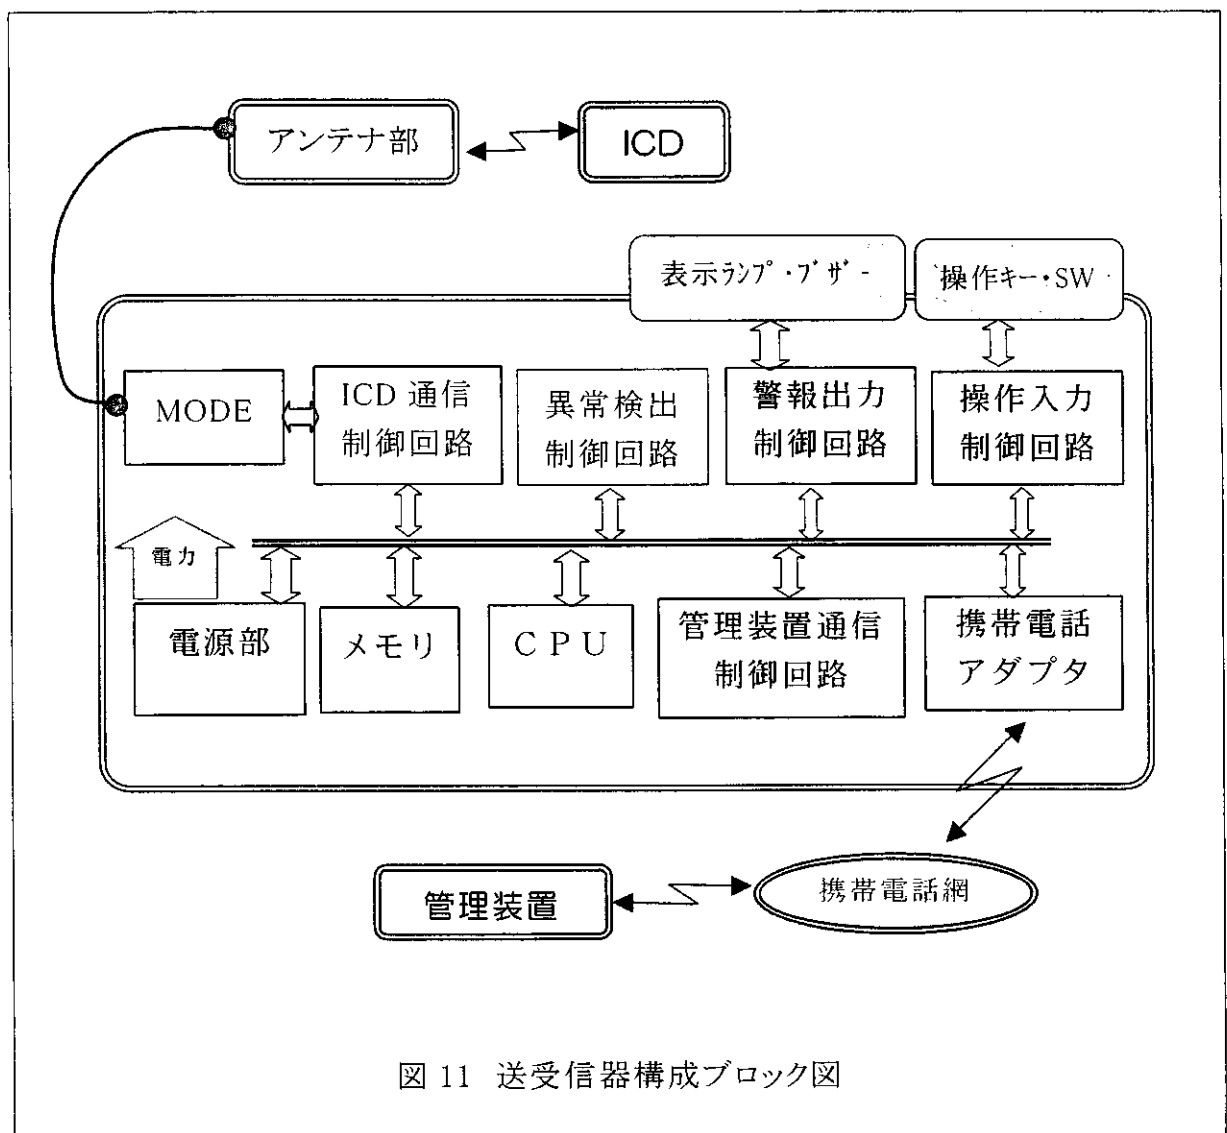 アンテナ部
ICD
表示ランプ・ブザー
操作キー・SW
MODE
ICD 通信
制御回路
異常検出
制御回路
警報出力
制御回路
操作入力
制御回路
電力
電源部
メモリ
CPU
管理装置通信
制御回路
携帯電話
アダプタ
管理装置
携帯電話網
図 11 送受信器構成ブロック図